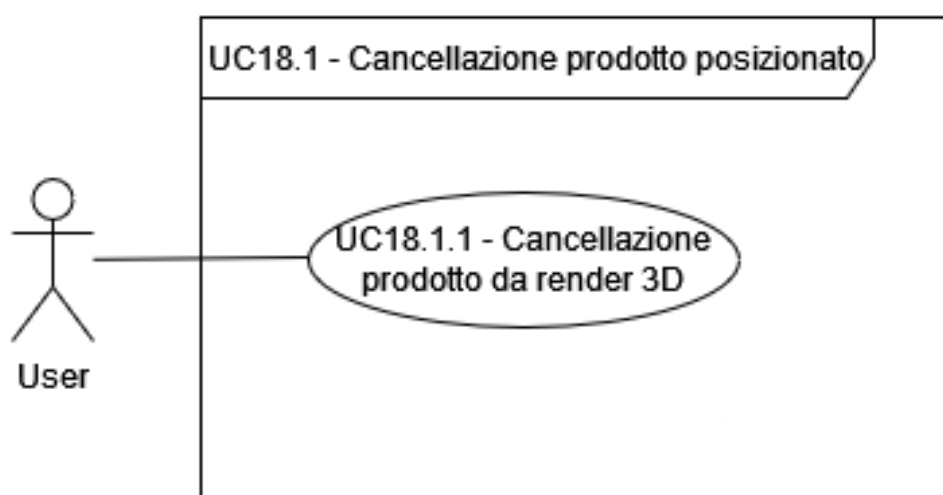 UC18.1 - Cancellazione prodotto posizionato
UC18.1.1 - Cancellazione
prodotto da render 3D
User